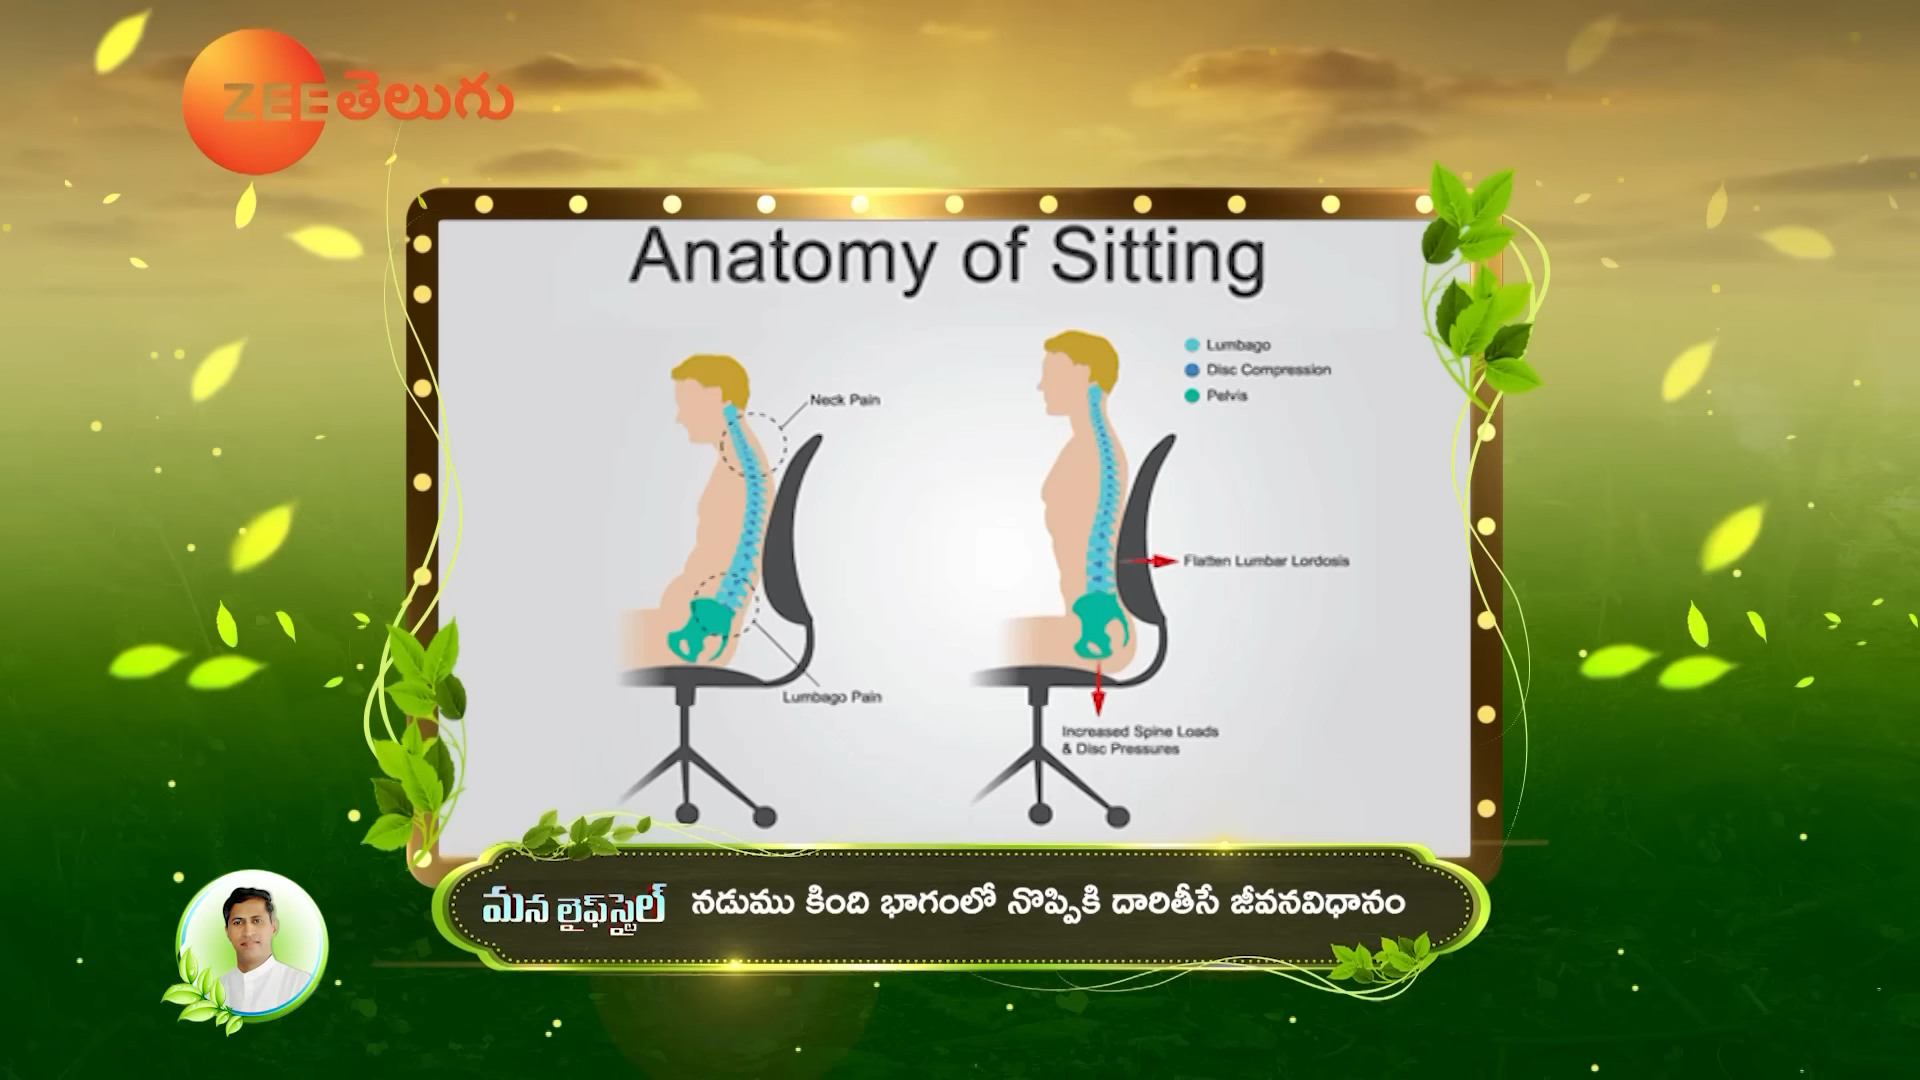 ZEE తెలుగు
Anatomy of Sitting
Lumbago
Disc Compression
Pelvis
Neck Pain
Flatten Lumbar Lordosis
Lumbago Pain
Increased Spine Loads
& Disc Pressures
మన లైఫ్‌స్టైల్ నడుము కింది భాగంలో నొప్పికి దారితీసే జీవనవిధానం